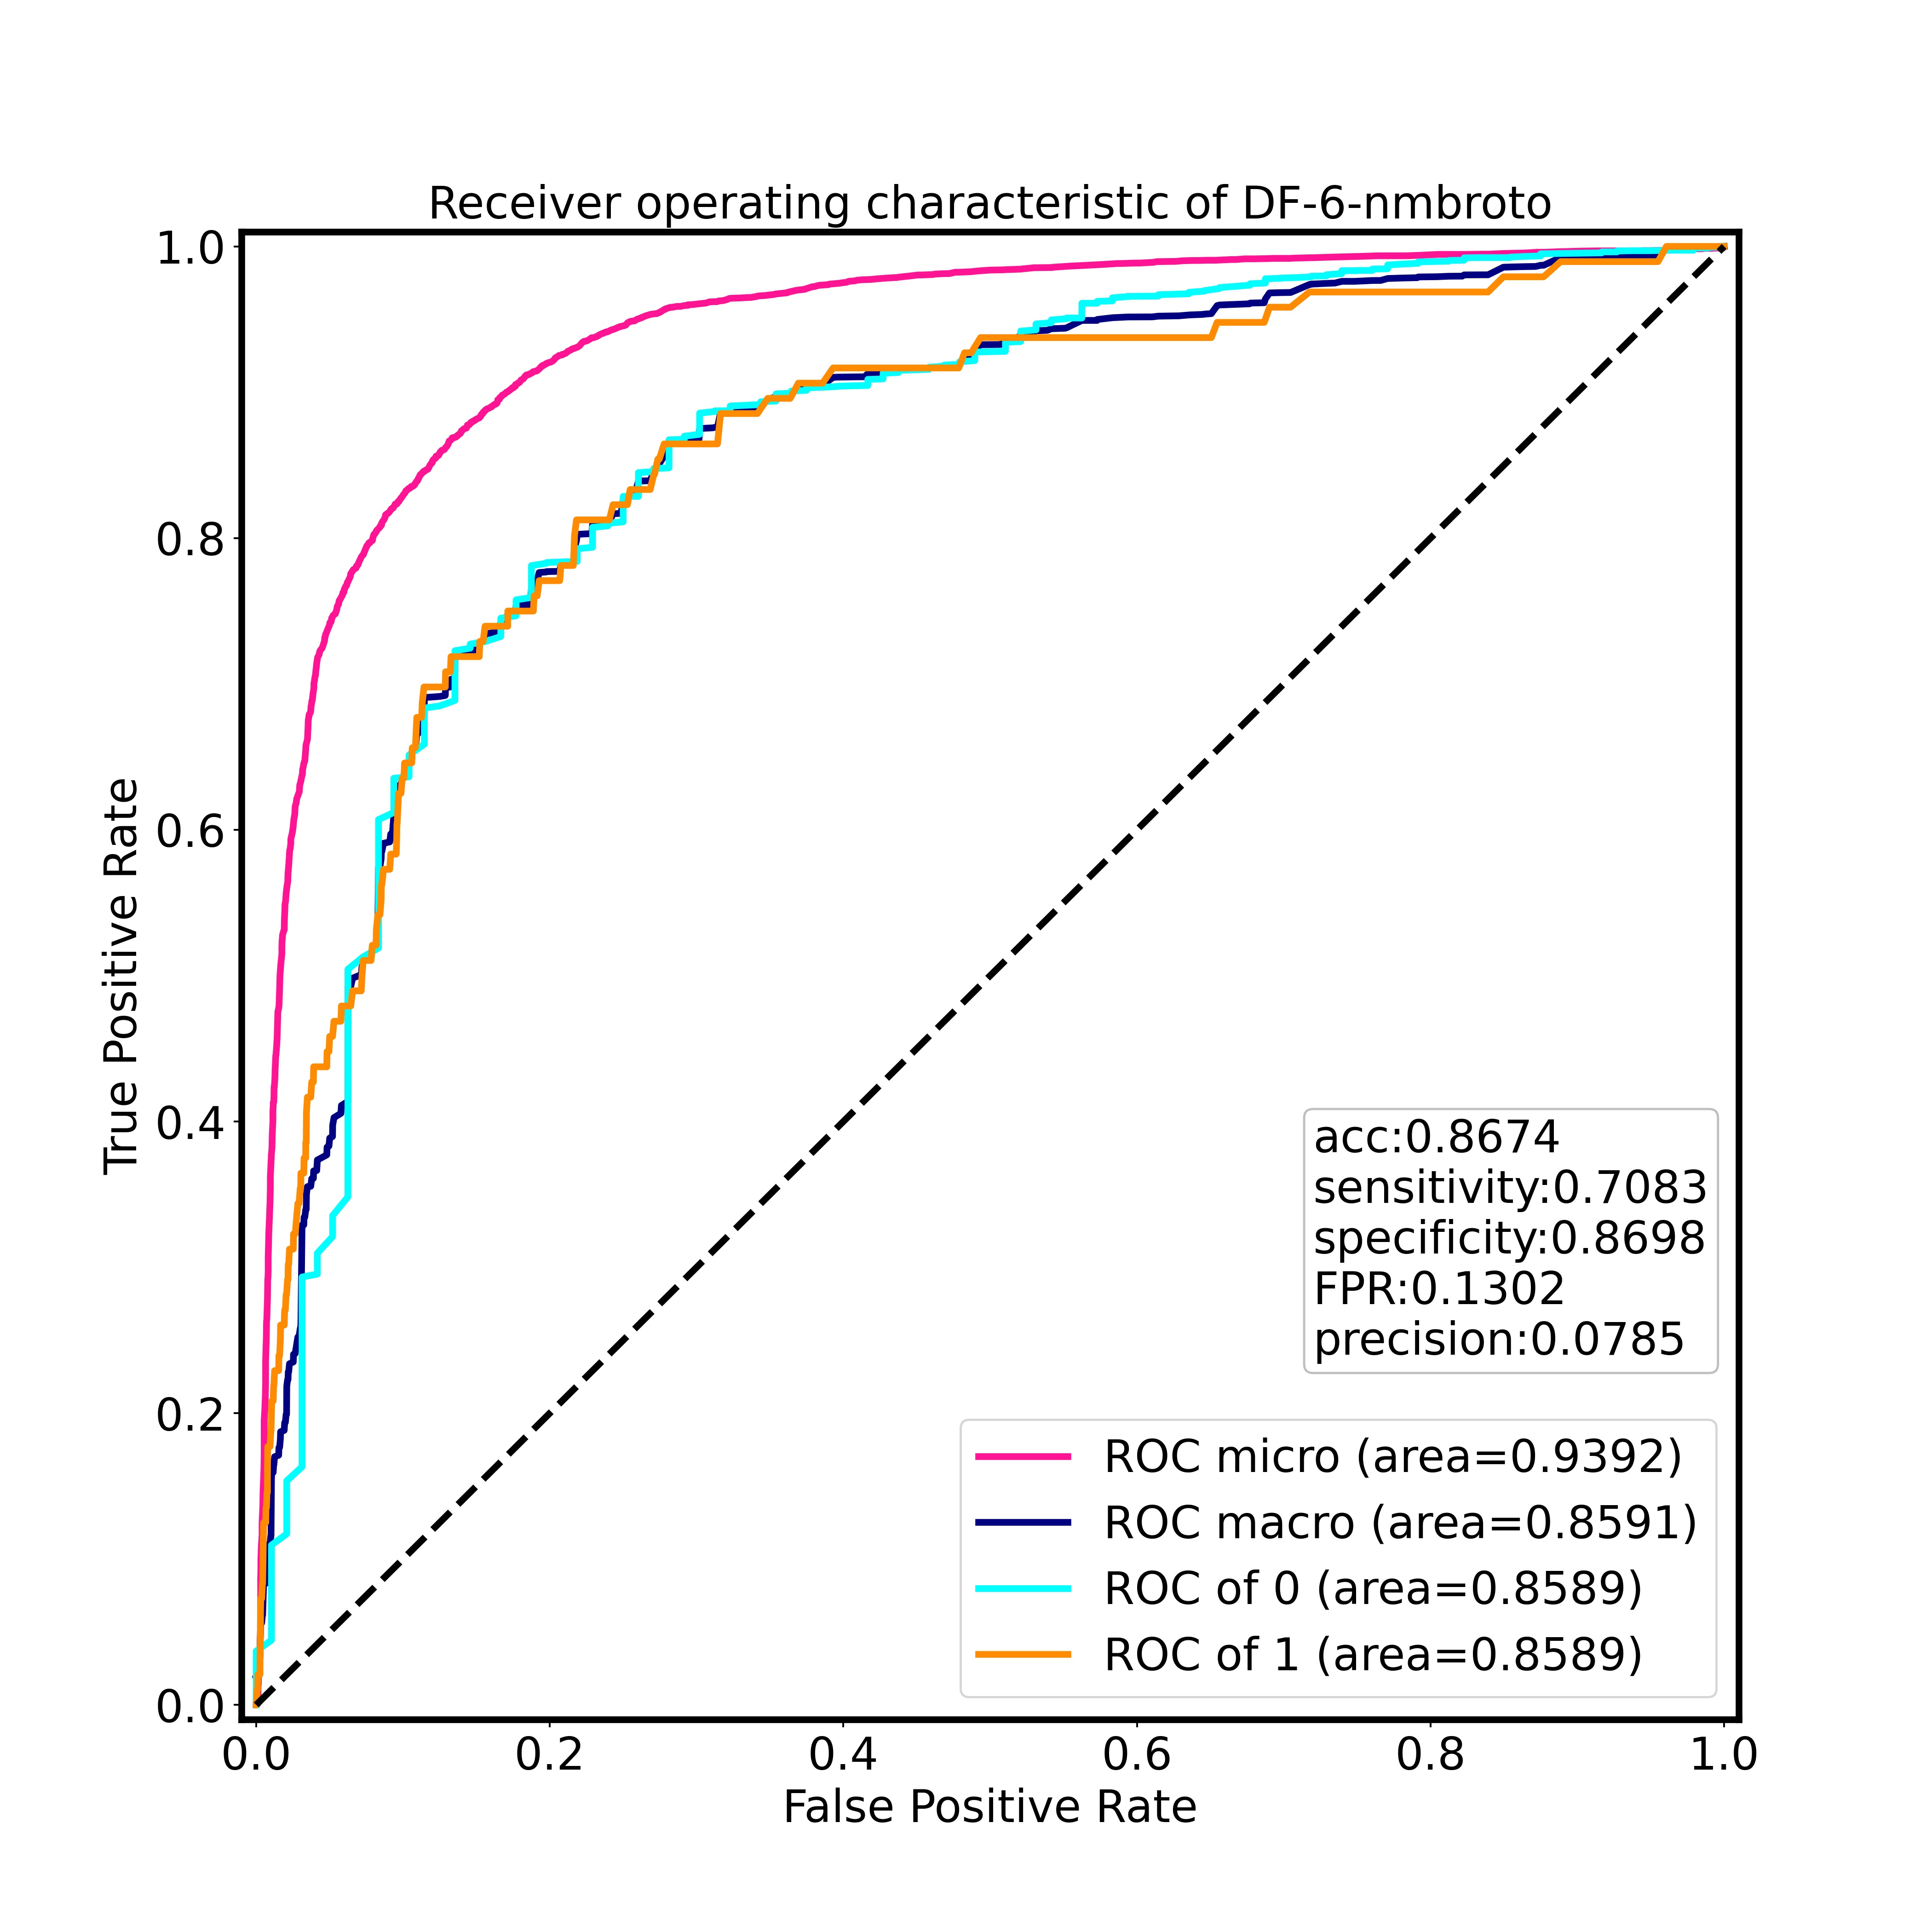 Receiver operating characteristic of DF-6-nmbroto
1.0
0.8
0.6
0.4
0.2
0.0
True Positive Rate
acc:0.8674
sensitivity:0.7083
specificity:0.8698
FPR:0.1302
precision:0.0785
ROC micro (area=0.9392)
ROC macro (area=0.8591)
ROC of 0 (area=0.8589)
ROC of 1 (area=0.8589)
0.0 0.2 0.4 0.6 0.8 1.0
False Positive Rate